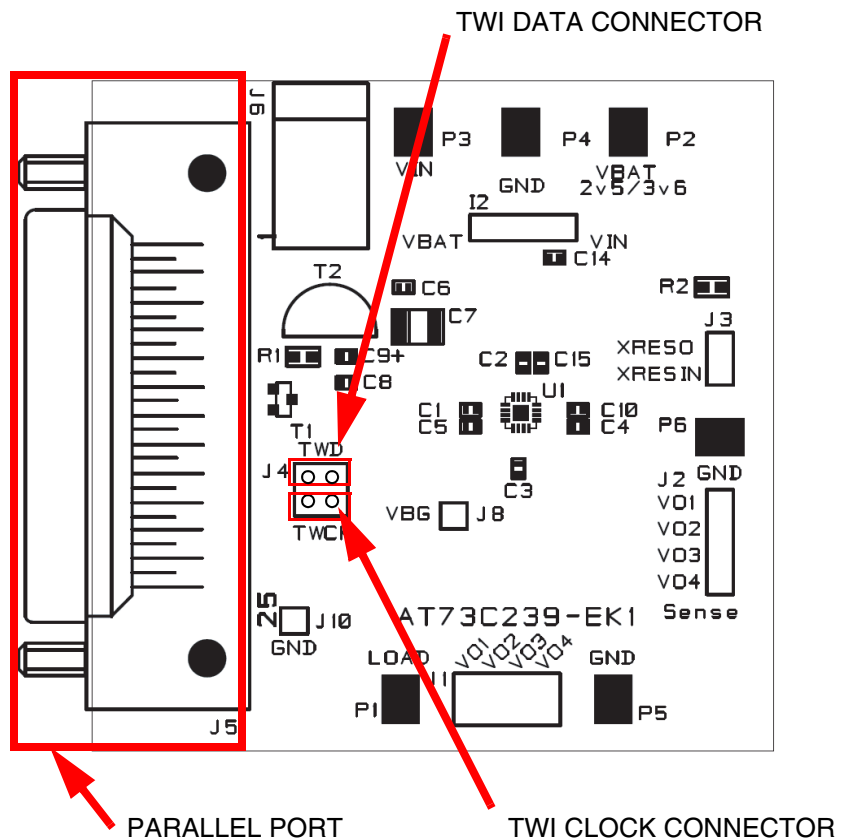 TWI DATA CONNECTOR
J6
1
P3
VIN
P4
GND
P2
VBAT
2v5/3v6
I2
VBAT
VIN
C14
T2
C6
C7
R2
J3
XRESO
XRESIN
R1
C9+
C8
C2
C15
U1
C1
C5
C10
C4
P6
GND
T1
TWD
J4
C3
J2
VO1
VO2
VO3
VO4
Sense
VBG
J8
25
J10
GND
AT73C239-EK1
LOAD
VO1
VO2
VO3
VO4
GND
P1
P5
J5
PARALLEL PORT
TWI CLOCK CONNECTOR